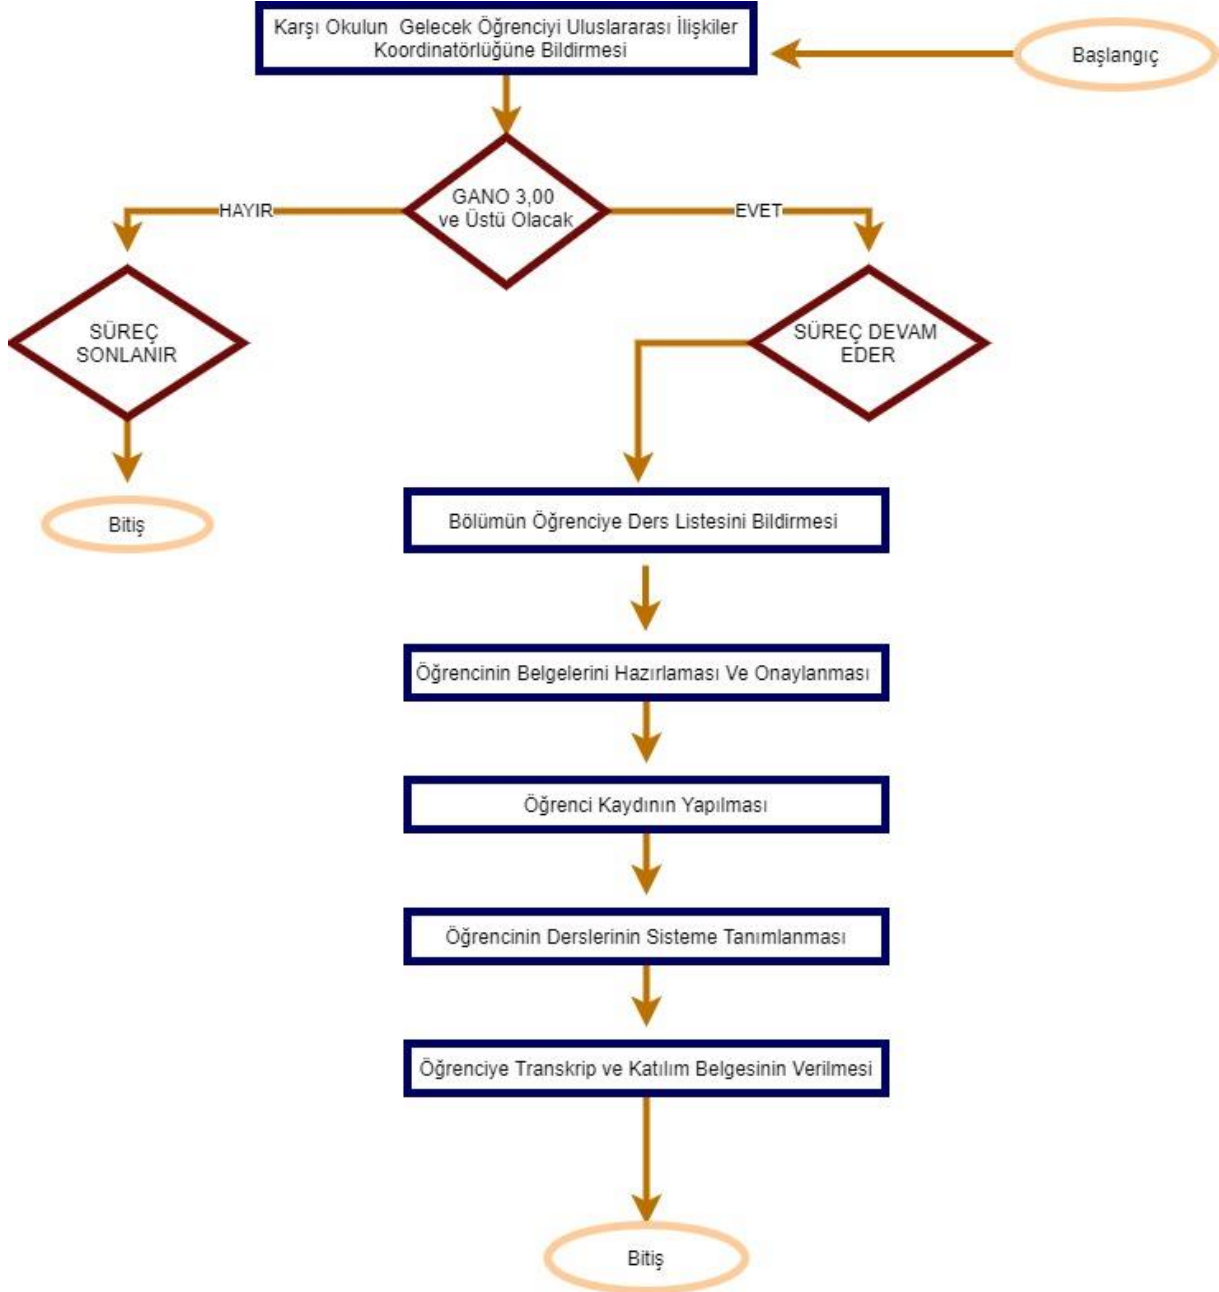 Karşı Okulun  Gelecek Öğrenciyi Uluslararası İlişkiler
Koordinatörlüğüne Bildirmesi
Başlangıç
GANO 3,00
ve Üstü Olacak
HAYIR
EVET
SÜREÇ
SONLANIR
SÜREÇ DEVAM
EDER
Bitiş
Bölümün Öğrenciye Ders Listesini Bildirmesi
Öğrencinin Belgelerini Hazırlaması Ve Onaylanması
Öğrenci Kaydının Yapılması
Öğrencinin Derslerinin Sisteme Tanımlanması
Öğrenciye Transkrip ve Katılım Belgesinin Verilmesi
Bitiş